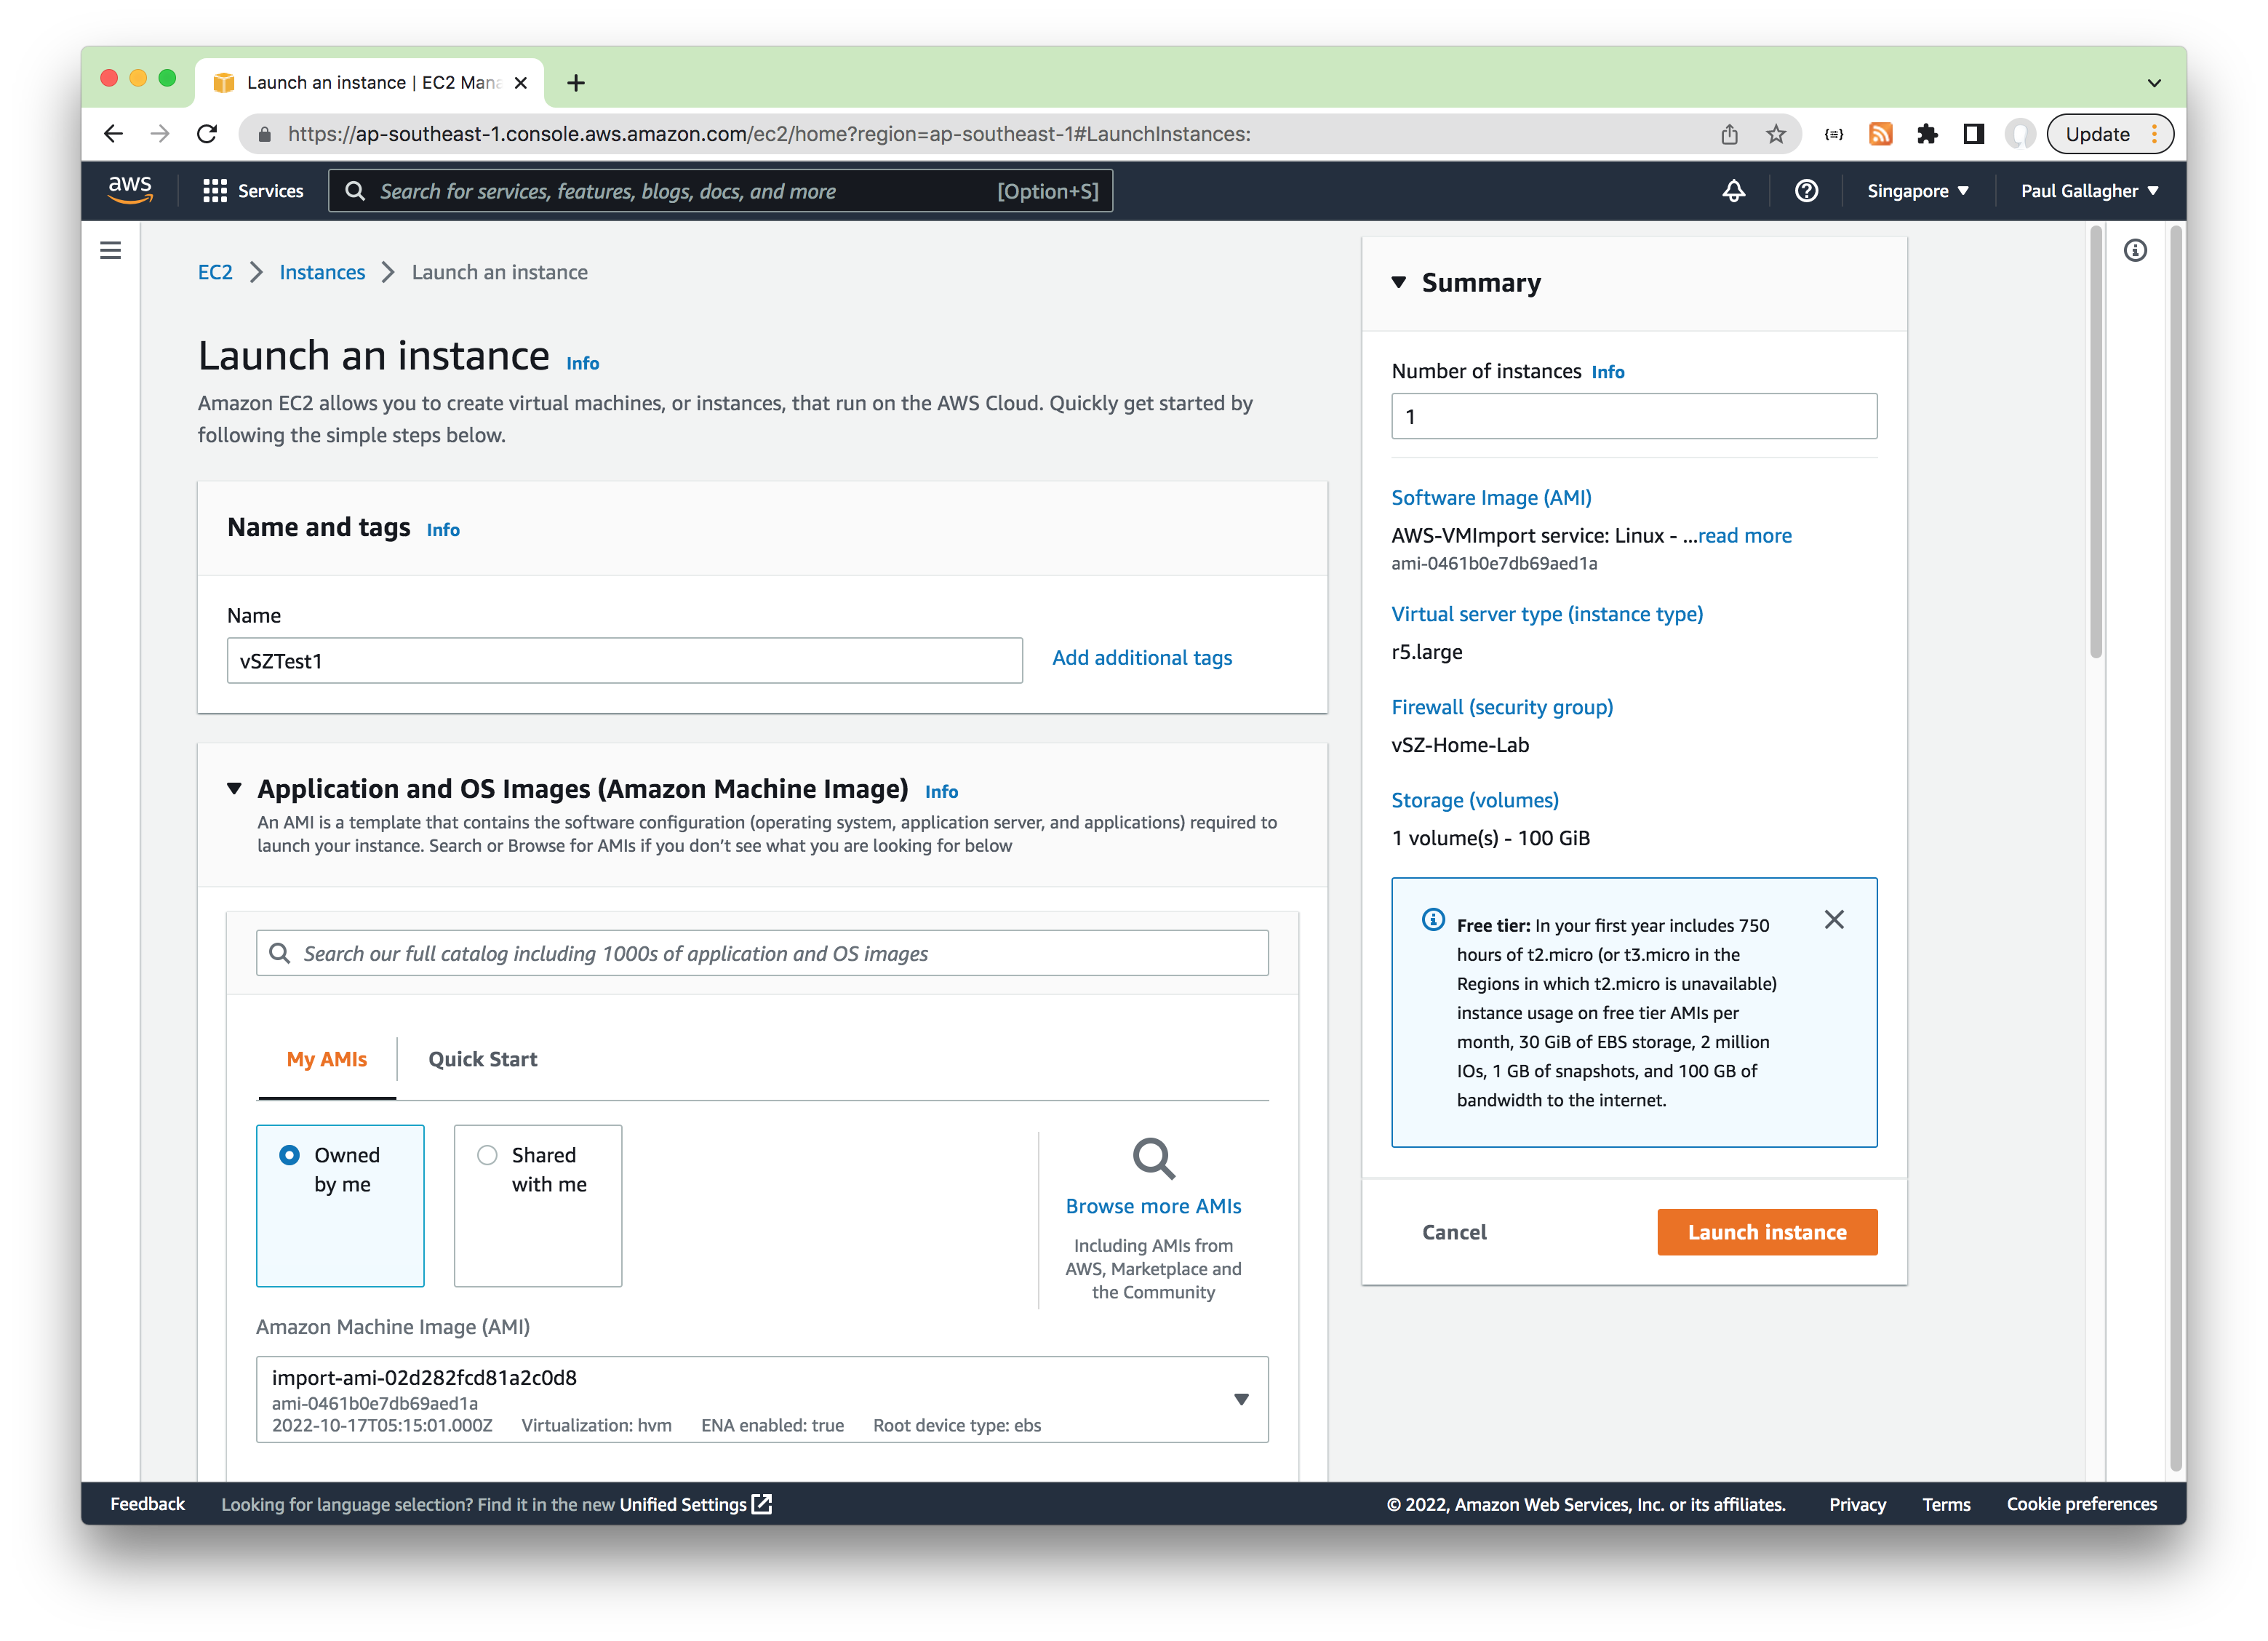 Launch an instance | EC2 Mana
https://ap-southeast-1.console.aws.amazon.com/ec2/home?region=ap-southeast-1#LaunchInstances:
Update
aws
Services
Search for services, features, blogs, docs, and more
[Option+S]
Singapore
Paul Gallagher
EC2
Instances
Launch an instance
Launch an instance Info
Amazon EC2 allows you to create virtual machines, or instances, that run on the AWS Cloud. Quickly get started by
following the simple steps below.
Name and tags Info
Name
vSZTest1
Add additional tags
Application and OS Images (Amazon Machine Image) Info
An AMI is a template that contains the software configuration (operating system, application server, and applications) required to
launch your instance. Search or Browse for AMIs if you don’t see what you are looking for below
Search our full catalog including 1000s of application and OS images
My AMIs
Quick Start
Owned
by me
Shared
with me
Browse more AMIs
Including AMIs from
AWS, Marketplace and
the Community
Amazon Machine Image (AMI)
import-ami-02d282fcd81a2c0d8
ami-0461b0e7db69aed1a
2022-10-17T05:15:01.000Z Virtualization: hvm ENA enabled: true Root device type: ebs
Summary
Number of instances Info
1
Software Image (AMI)
AWS-VMImport service: Linux - ...read more
ami-0461b0e7db69aed1a
Virtual server type (instance type)
r5.large
Firewall (security group)
vSZ-Home-Lab
Storage (volumes)
1 volume(s) - 100 GiB
Free tier: In your first year includes 750
hours of t2.micro (or t3.micro in the
Regions in which t2.micro is unavailable)
instance usage on free tier AMIs per
month, 30 GiB of EBS storage, 2 million
IOs, 1 GB of snapshots, and 100 GB of
bandwidth to the internet.
Cancel
Launch instance
Feedback
Looking for language selection? Find it in the new Unified Settings
© 2022, Amazon Web Services, Inc. or its affiliates.
Privacy
Terms
Cookie preferences